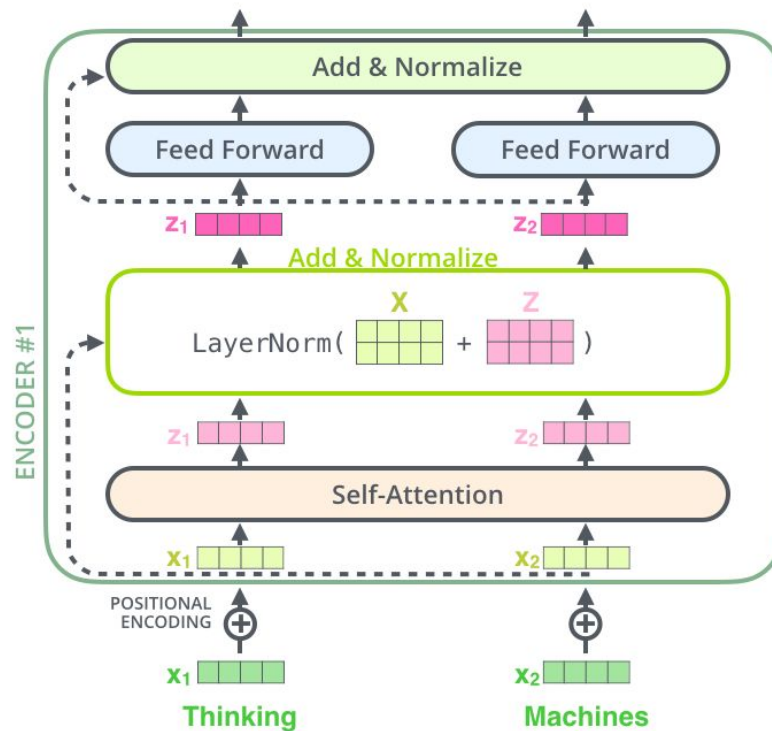 Add & Normalize
Feed Forward Feed Forward
z1 z2
Add & Normalize
X Z
LayerNorm( + )
ENCODER #1
z1 z2
Self-Attention
x1 x2
POSITIONAL
ENCODING
x1 x2
Thinking Machines